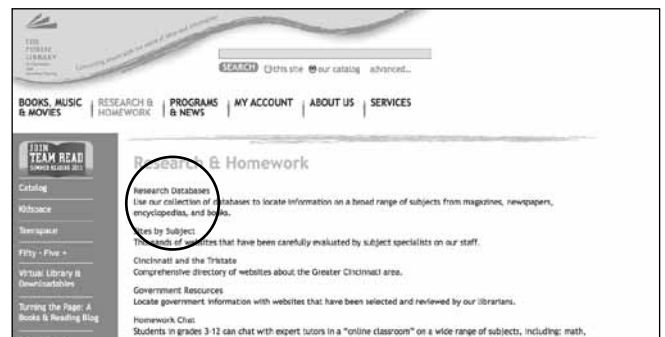 THE
PUBLIC
LIBRARY
SEARCH this site our catalog advanced...
BOOKS, MUSIC
& MOVIES
RESEARCH &
HOMEWORK
PROGRAMS
& NEWS
MY ACCOUNT
ABOUT US
SERVICES
JOIN
TEAM READ
SUMMER READING 2011
Catalog
Kidspace
Teenspace
Fifty - Five +
Virtual Library &
Downloadables
Turning the Page: A
Books & Reading Blog
Research & Homework
Research Databases
Use our collection of databases to locate information on a broad range of subjects from magazines, newspapers,
encyclopedias, and books.
Sites by Subject
Thousands of websites that have been carefully evaluated by subject specialists on our staff.
Cincinnati and the Tristate
Comprehensive directory of websites about the Greater Cincinnati area.
Government Resources
Locate government information with websites that have been selected and reviewed by our librarians.
Homework Chat
Students in grades 3-12 can chat with expert tutors in a "online classroom" on a wide range of subjects, including: math,